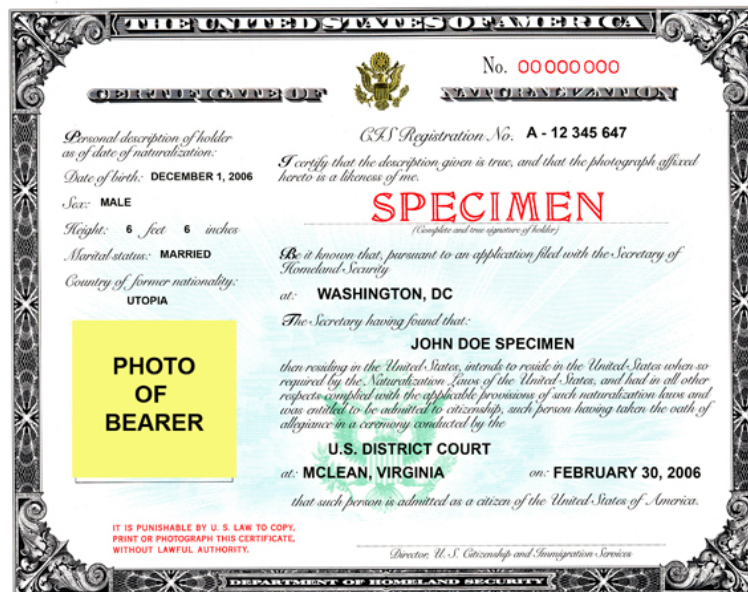 THE UNITED STATES OF AMERICA
No. 00000000
CERTIFICATE OF NATURALIZATION
Personal description of holder
as of date of naturalization:
Date of birth: DECEMBER 1, 2006
Sex: MALE
Height: 6 feet 6 inches
Marital status: MARRIED
Country of former nationality:
UTOPIA
PHOTO
OF
BEARER
IT IS PUNISHABLE BY U. S. LAW TO COPY,
PRINT OR PHOTOGRAPH THIS CERTIFICATE,
WITHOUT LAWFUL AUTHORITY.
CIS Registration No. A - 12 345 647
I certify that the description given is true, and that the photograph affixed
hereto is a likeness of me.
SPECIMEN
(Complete and true signature of holder)
Be it known that, pursuant to an application filed with the Secretary of
Homeland Security
at: WASHINGTON, DC
The Secretary having found that:
JOHN DOE SPECIMEN
then residing in the United States, intends to reside in the United States when so
required by the Naturalization Laws of the United States, and had in all other
respects complied with the applicable provisions of such naturalization laws and
was entitled to be admitted to citizenship, such person having taken the oath of
allegiance in a ceremony conducted by the
U.S. DISTRICT COURT
at: MCLEAN, VIRGINIA on: FEBRUARY 30, 2006
that such person is admitted as a citizen of the United States of America.
Director, U. S. Citizenship and Immigration Services
DEPARTMENT OF HOMELAND SECURITY